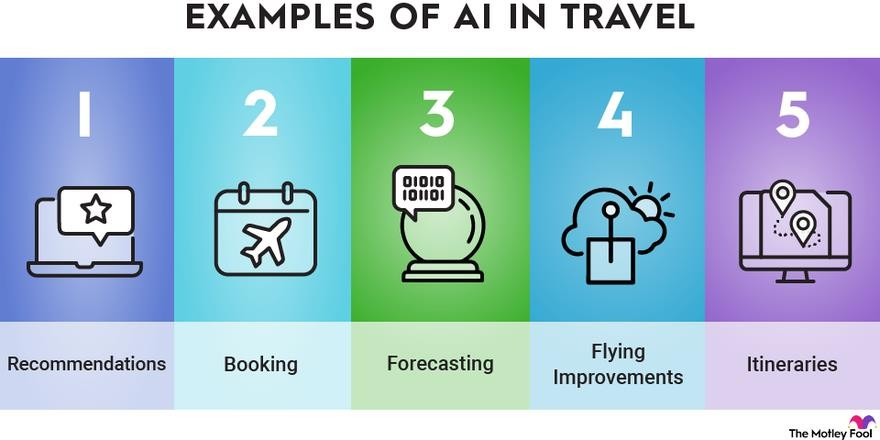 EXAMPLES OF AI IN TRAVEL
1
2
3
4
5
01010
101101
Recommendations
Booking
Forecasting
Flying
Improvements
Itineraries
The Motley Fool